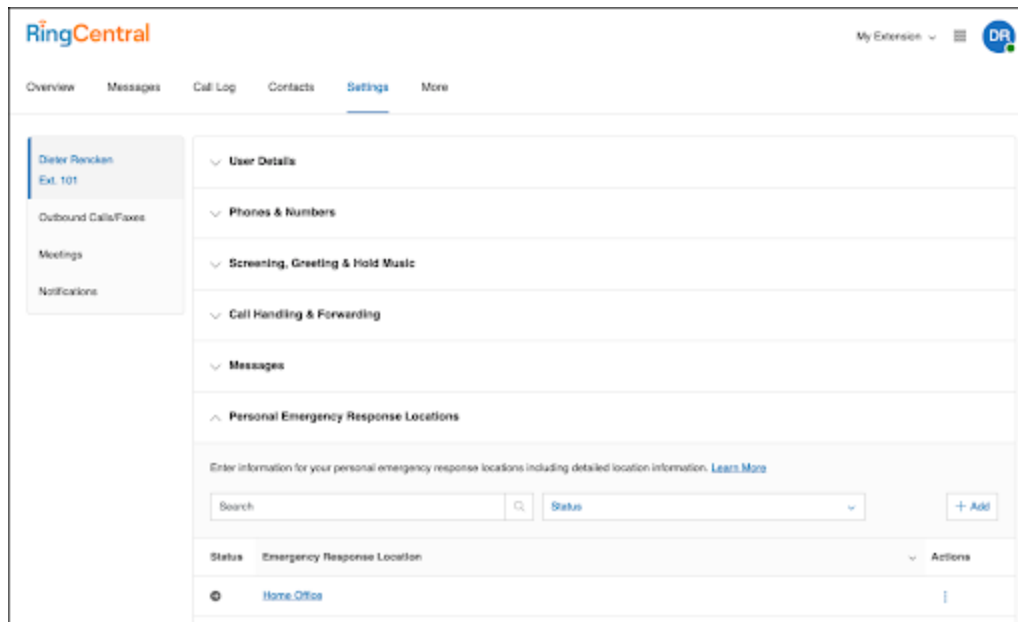 RingCentral
My Extension
DR
Overview Messages Call Log Contacts Settings More
Dieter Rencken
Ext. 101
Outbound Calls/Faxes
Meetings
Notifications
User Details
Phones & Numbers
Screening, Greeting & Hold Music
Call Handling & Forwarding
Messages
Personal Emergency Response Locations
Enter information for your personal emergency response locations including detailed location information. Learn More
Search Status + Add
Status Emergency Response Location Actions
Home Office